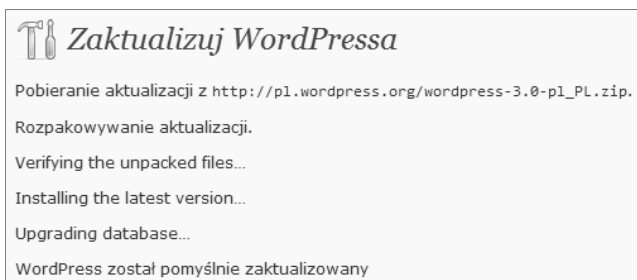 Zaktualizuj WordPressa
Pobieranie aktualizacji z http://pl.wordpress.org/wordpress-3.0-pl_PL.zip.
Rozpakowywanie aktualizacji.
Verifying the unpacked files…
Installing the latest version…
Upgrading database…
WordPress został pomyślnie zaktualizowany